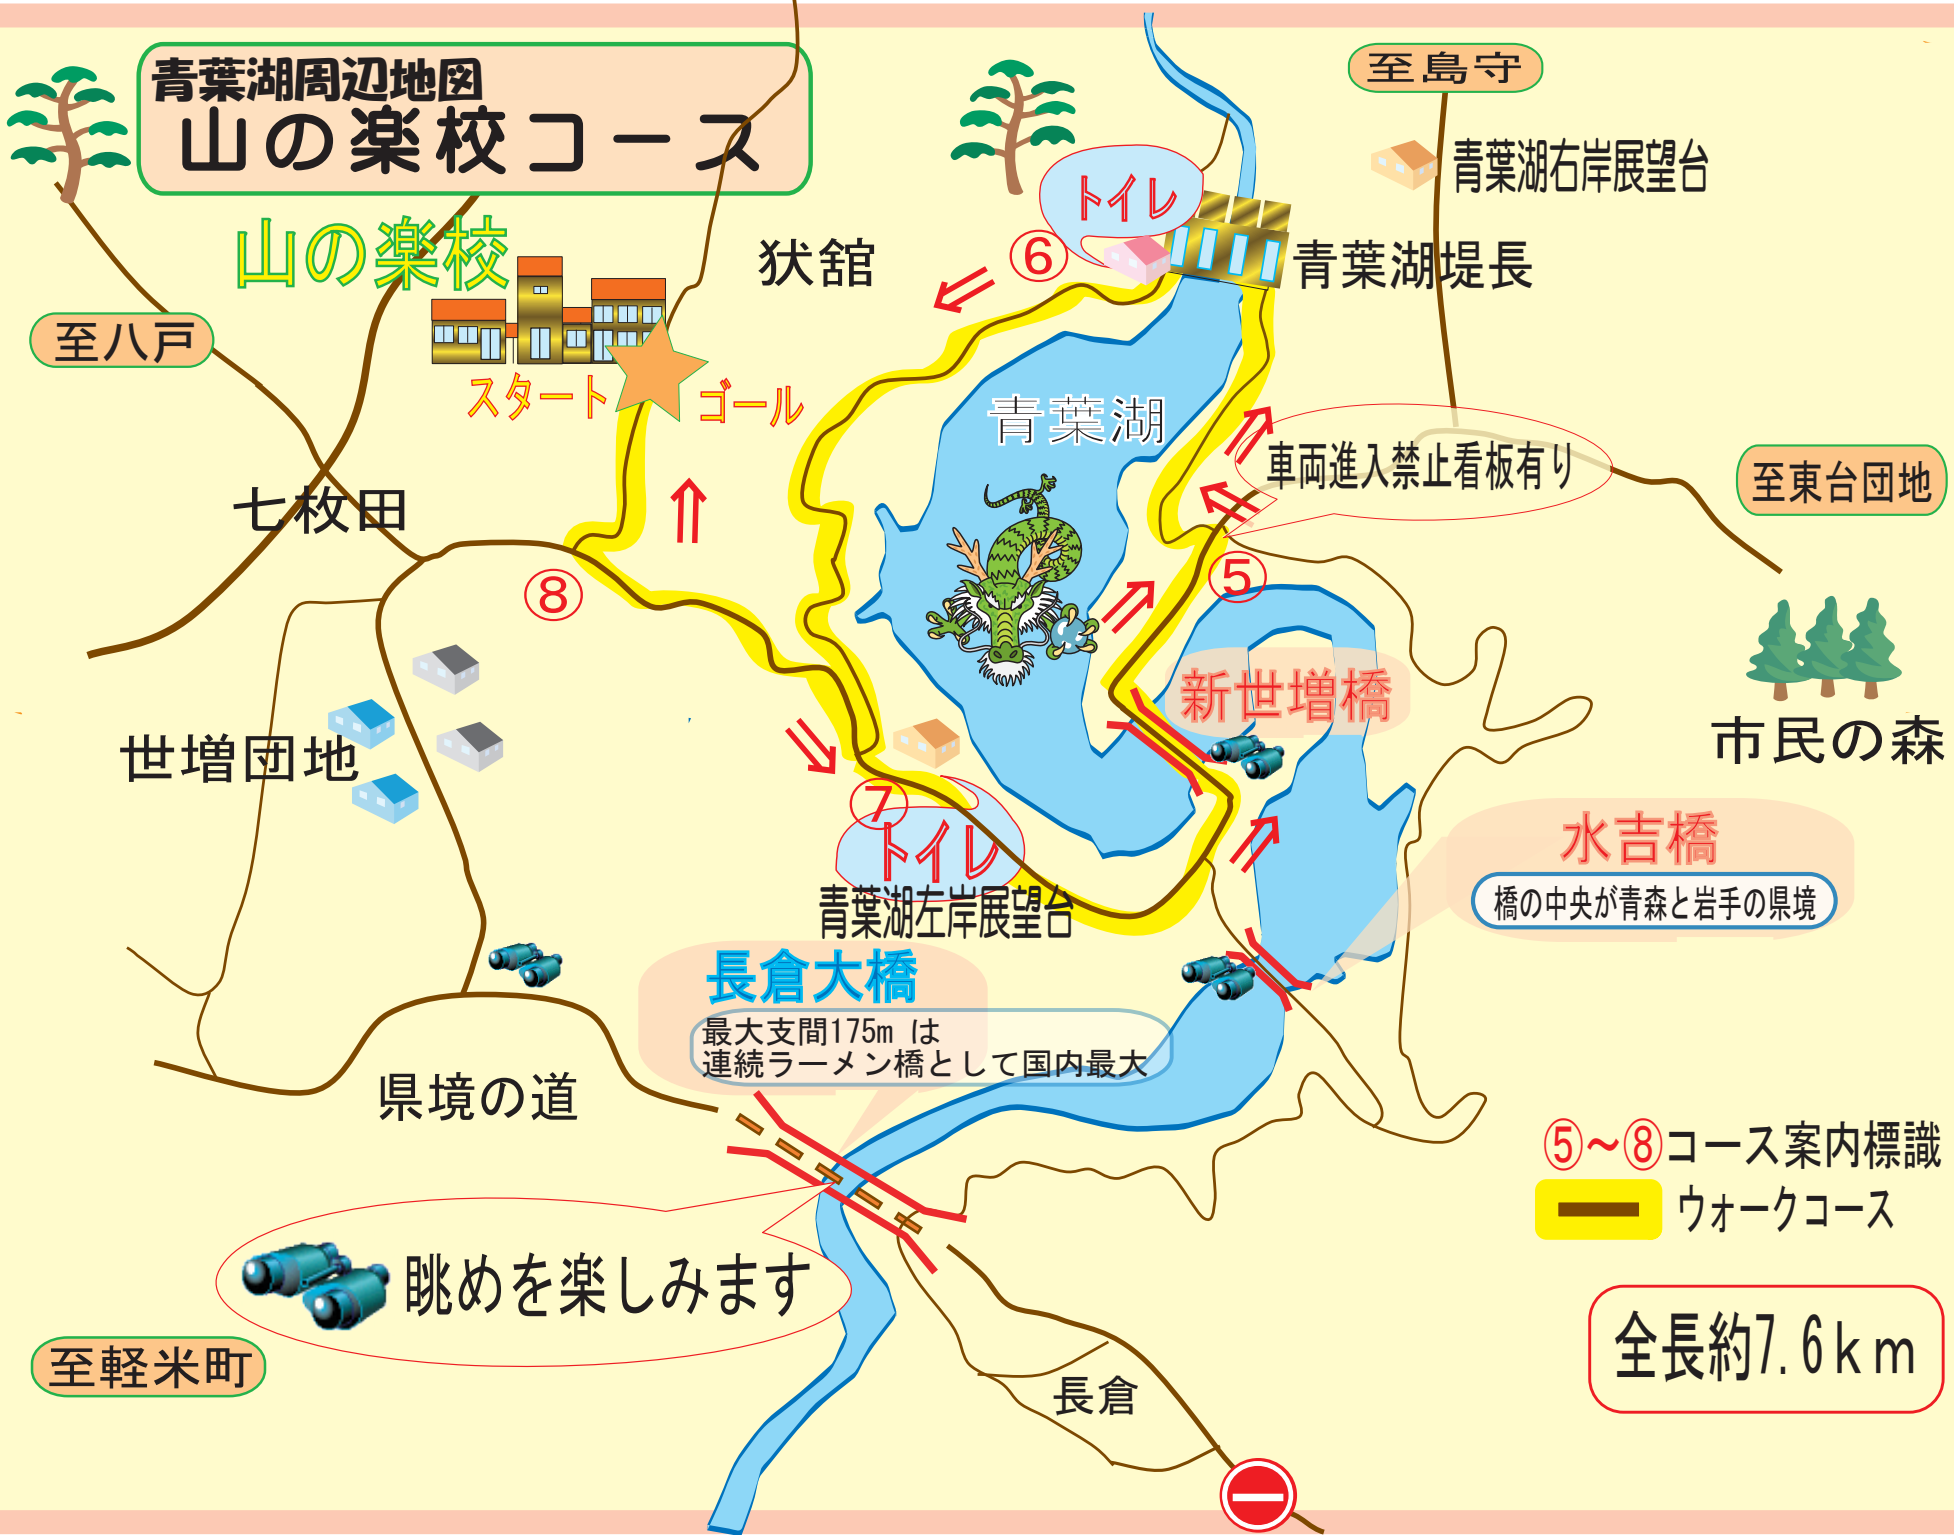 青葉湖周辺地図
山の楽校コース
至島守
青葉湖右岸展望台
トイレ
山の楽校
⑥
狄舘
青葉湖堤長
至八戸
スタート
ゴール
青葉湖
車両進入禁止看板有り
至東台団地
七枚田
⑧
⑤
新世増橋
市民の森
世増団地
⑦
トイレ
青葉湖左岸展望台
水吉橋
橋の中央が青森と岩手の県境
長倉大橋
最大支間175m は
連続ラーメン橋として国内最大
県境の道
⑤～⑧コース案内標識
ウォークコース
眺めを楽しみます
全長約7.6km
至軽米町
長倉